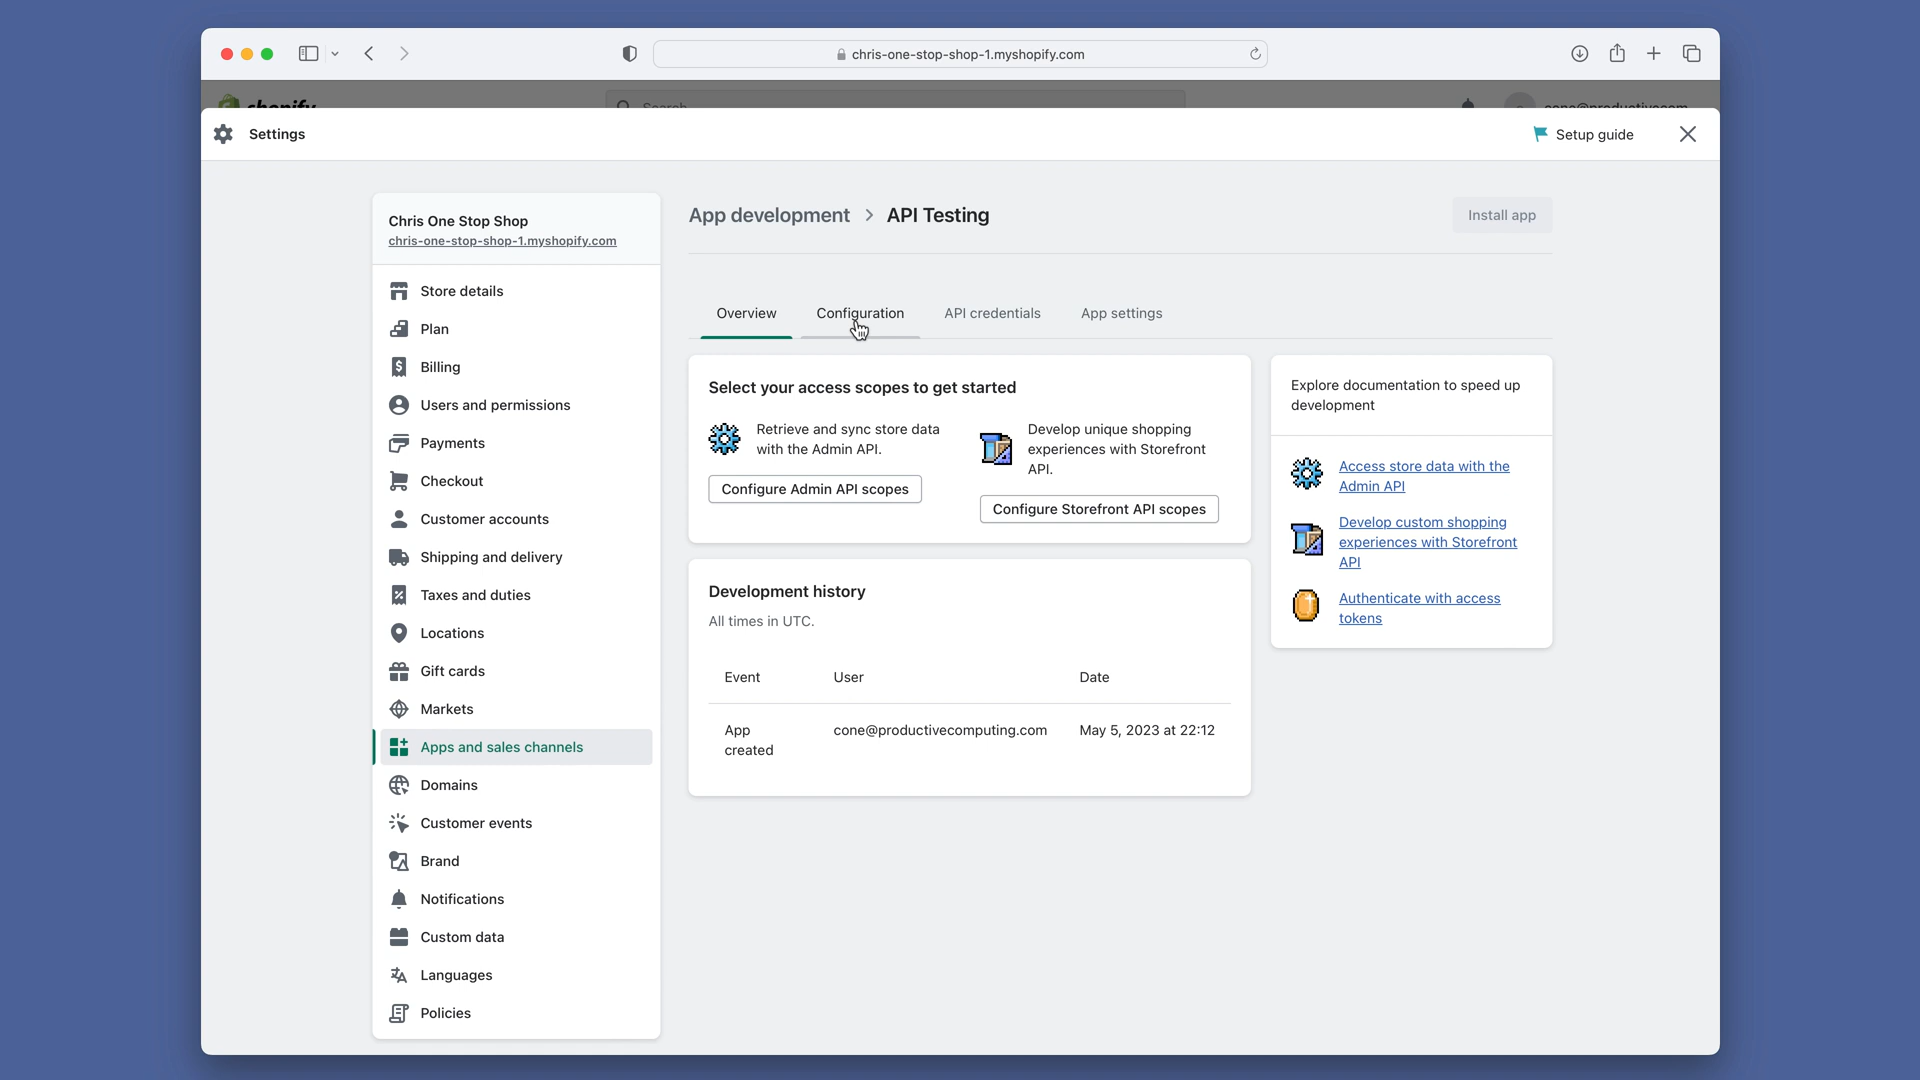 chris-one-stop-shop-1.myshopify.com
shopify
Search
Settings
Setup guide
Chris One Stop Shop
chris-one-stop-shop-1.myshopify.com
Store details
Plan
Billing
Users and permissions
Payments
Checkout
Customer accounts
Shipping and delivery
Taxes and duties
Locations
Gift cards
Markets
Apps and sales channels
Domains
Customer events
Brand
Notifications
Custom data
Languages
Policies
App development > API Testing
Install app
Overview
Configuration
API credentials
App settings
Select your access scopes to get started
Retrieve and sync store data
with the Admin API.
Configure Admin API scopes
Develop unique shopping
experiences with Storefront
API.
Configure Storefront API scopes
Development history
All times in UTC.
Event User Date
App
created
cone@productivecomputing.com
May 5, 2023 at 22:12
Explore documentation to speed up
development
Access store data with the
Admin API
Develop custom shopping
experiences with Storefront
API
Authenticate with access
tokens